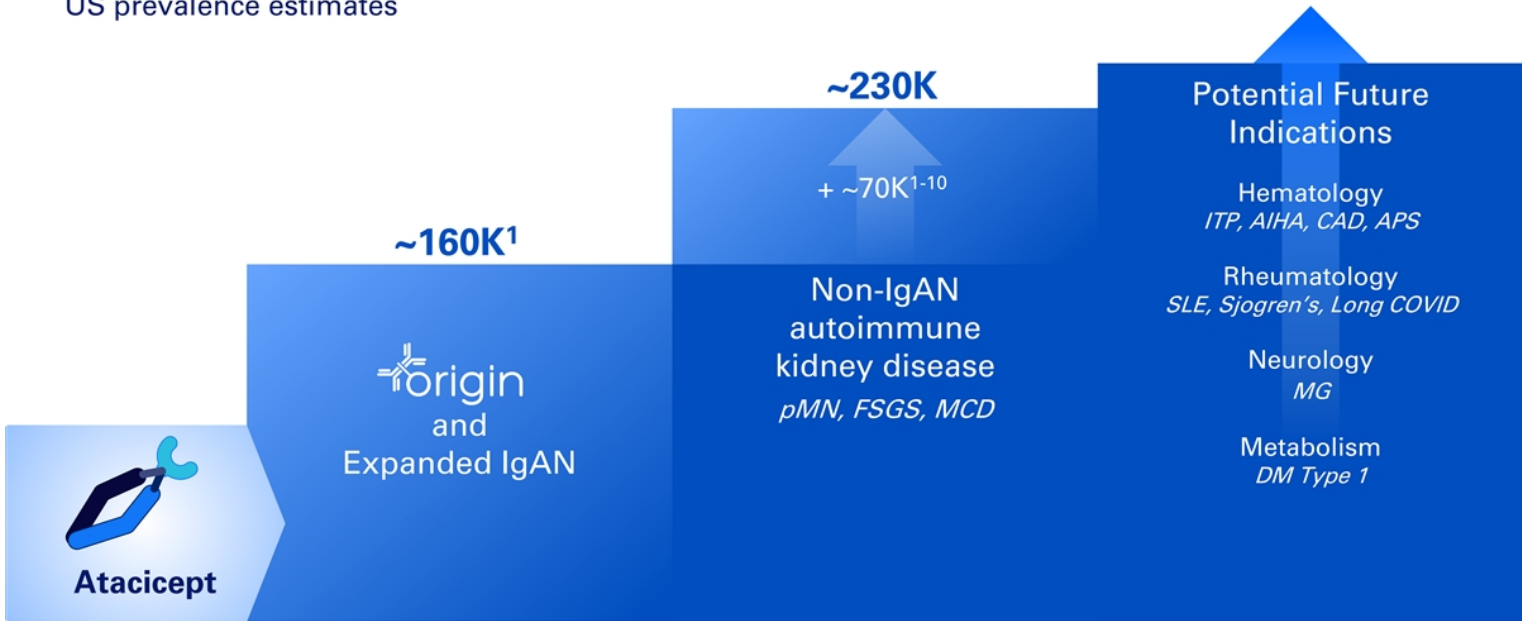 US prevalence estimates
~160K¹
origin
and
Expanded IgAN
Atacicept
~230K
+ ~70K¹⁻¹⁰
Non-IgAN
autoimmune
kidney disease
pMN, FSGS, MCD
Potential Future
Indications
Hematology
ITP, AIHA, CAD, APS
Rheumatology
SLE, Sjogren's, Long COVID
Neurology
MG
Metabolism
DM Type 1